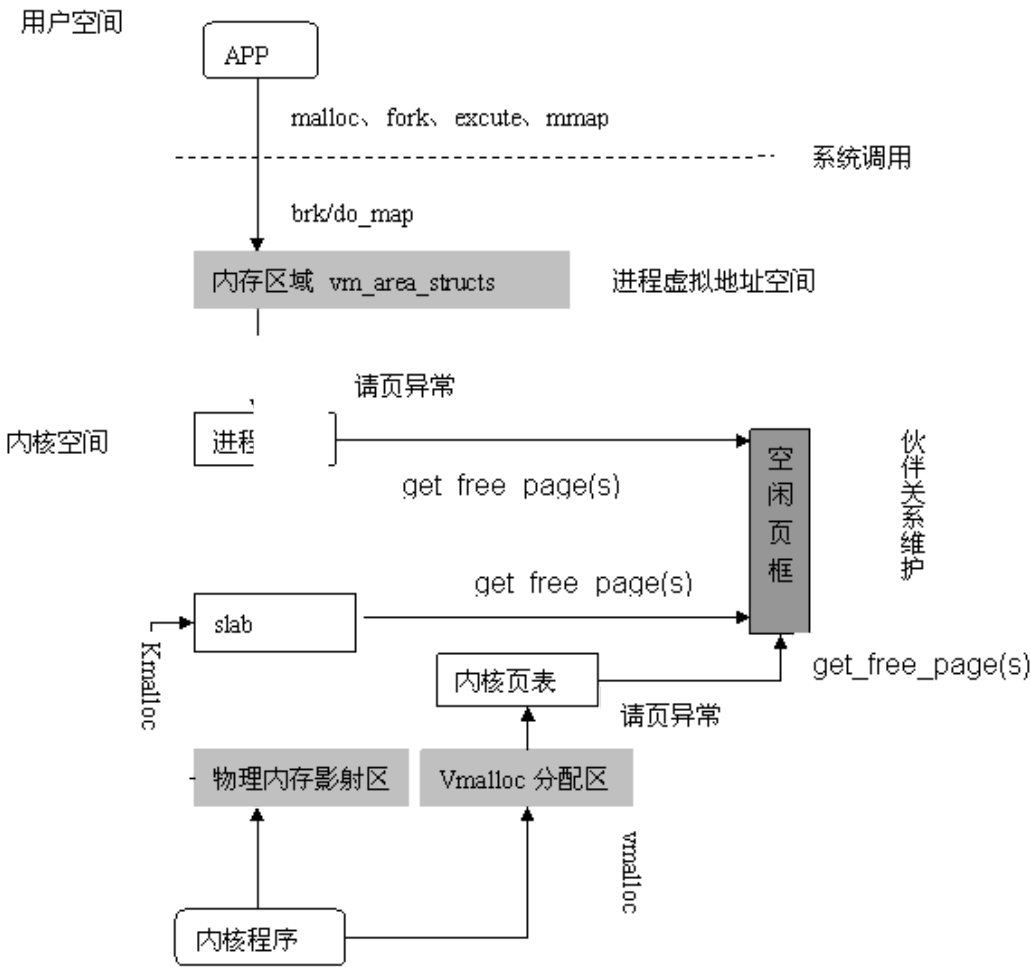 用户空间
APP
malloc、fork、excute、mmap
系统调用
brk/do_map
内存区域 vm_area_structs
进程虚拟地址空间
请页异常
内核空间
进程
get free page(s)
空闲页框
伙伴关系维护
get free page(s)
slab
Kmalloc
内核页表
get_free_page(s)
请页异常
物理内存影射区
Vmalloc 分配区
vmalloc
内核程序